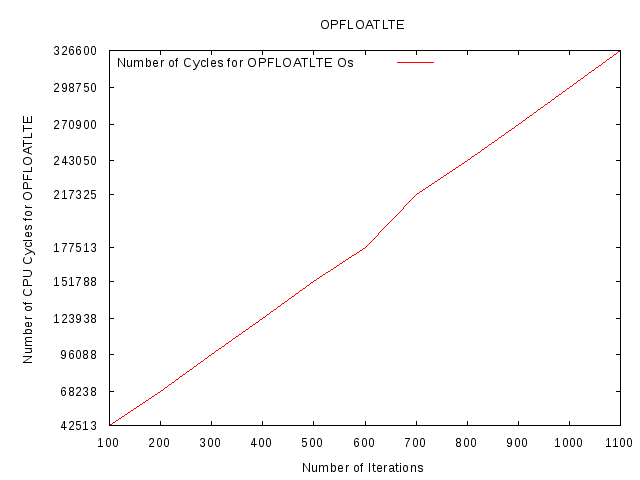 OPFLOATLTE
Number of Cycles for OPFLOATLTE Os
Number of CPU Cycles for OPFLOATLTE
326600
298750
270900
243050
217325
177513
151788
123938
96088
68238
42513
100 200 300 400 500 600 700 800 900 1000 1100
Number of Iterations